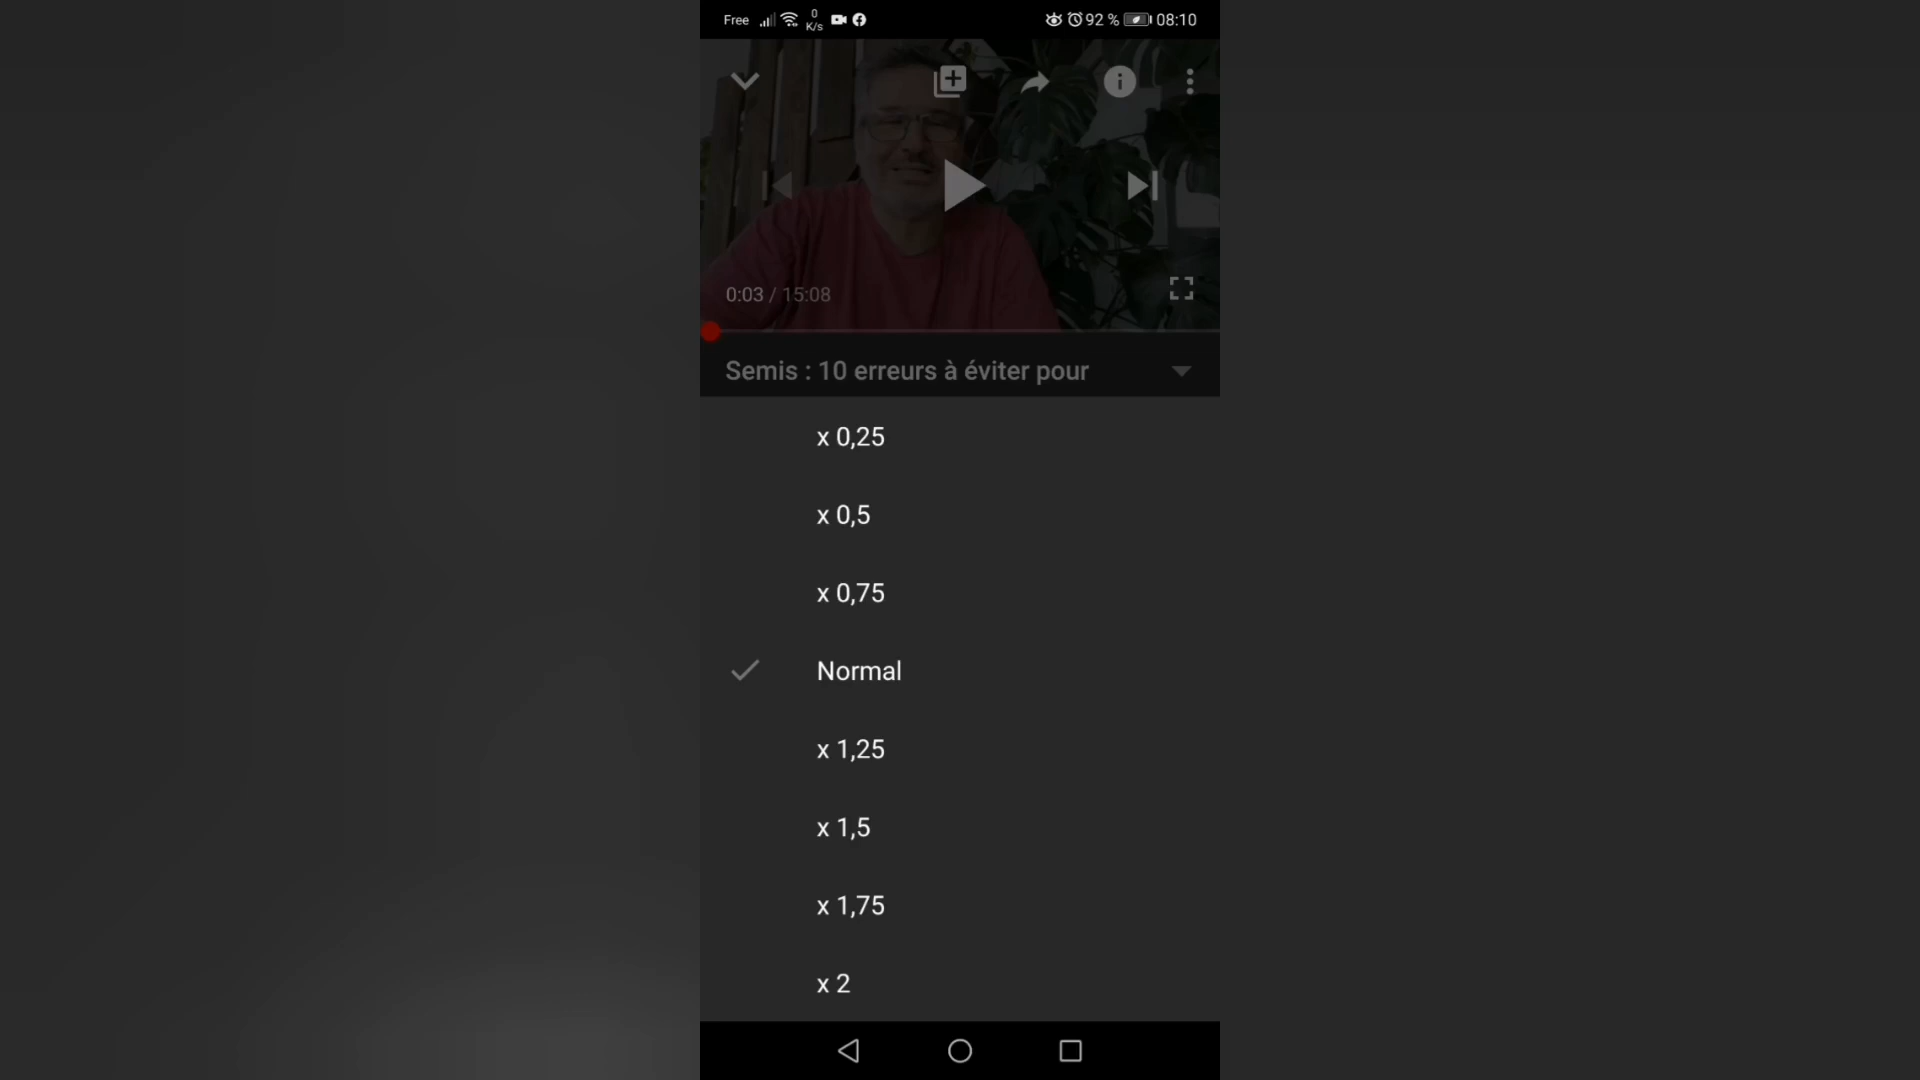 Free 0 K/s 92 % 08:10
0:03 / 15:08
Semis : 10 erreurs à éviter pour
x 0,25
x 0,5
x 0,75
Normal
x 1,25
x 1,5
x 1,75
x 2